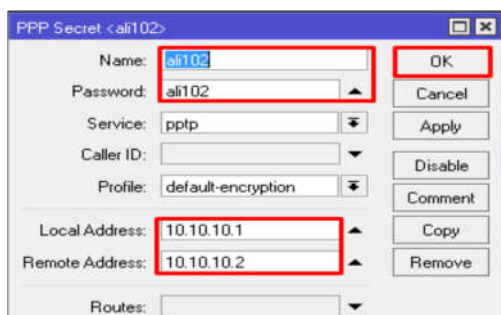 PPP Secret <ali102>
Name: ali102
OK
Password: ali102
Cancel
Service: pptp
Apply
Caller ID:
Disable
Profile: default-encryption
Comment
Local Address: 10.10.10.1
Copy
Remote Address: 10.10.10.2
Remove
Routes: